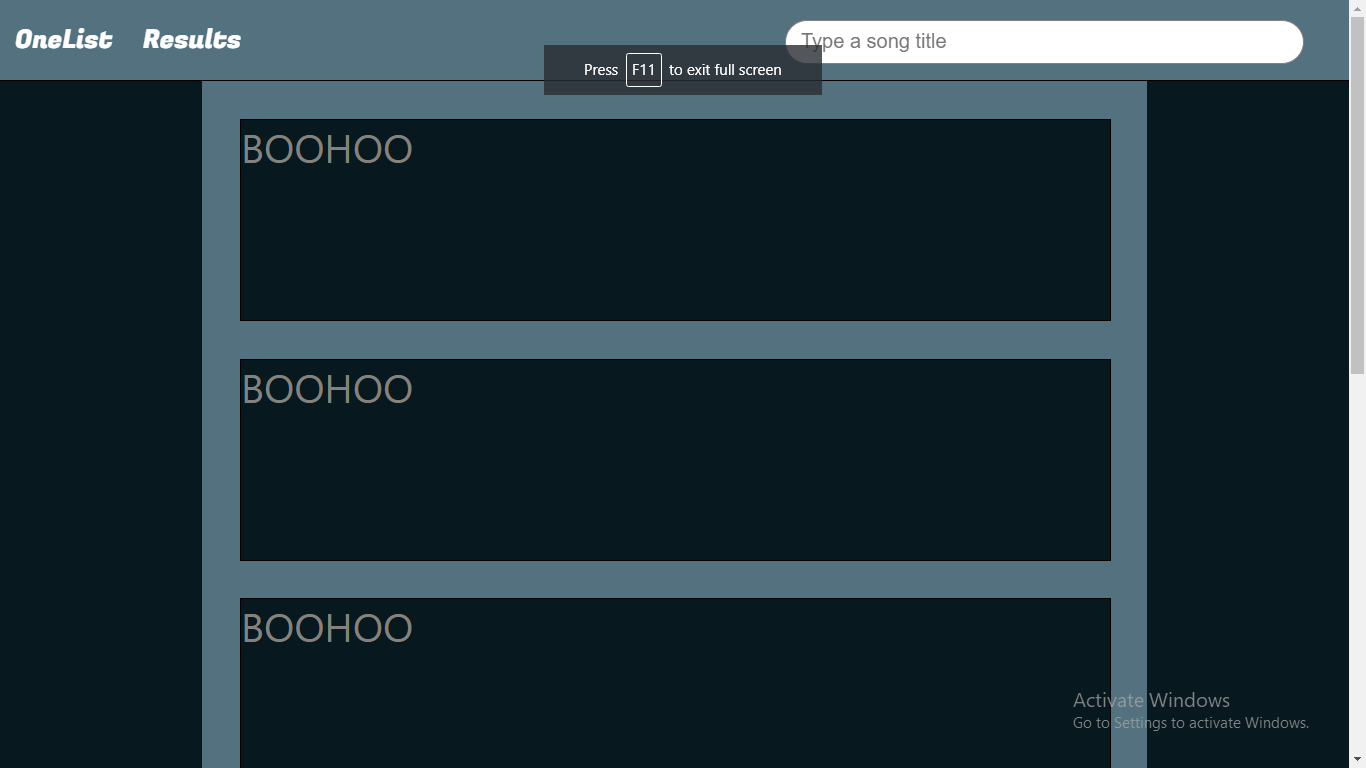 OneList Results
Type a song title
Press F11 to exit full screen
BOOHOO
BOOHOO
BOOHOO
Activate Windows
Go to Settings to activate Windows.